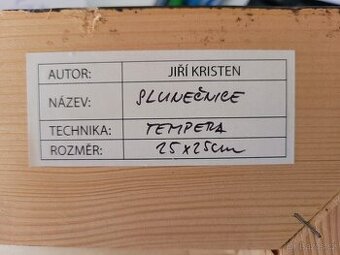 AUTOR: JIŘÍ KRISTEN
NÁZEV: SLUNEČNICE
TECHNIKA: TEMPERA
ROZMĚR: 25x25cm